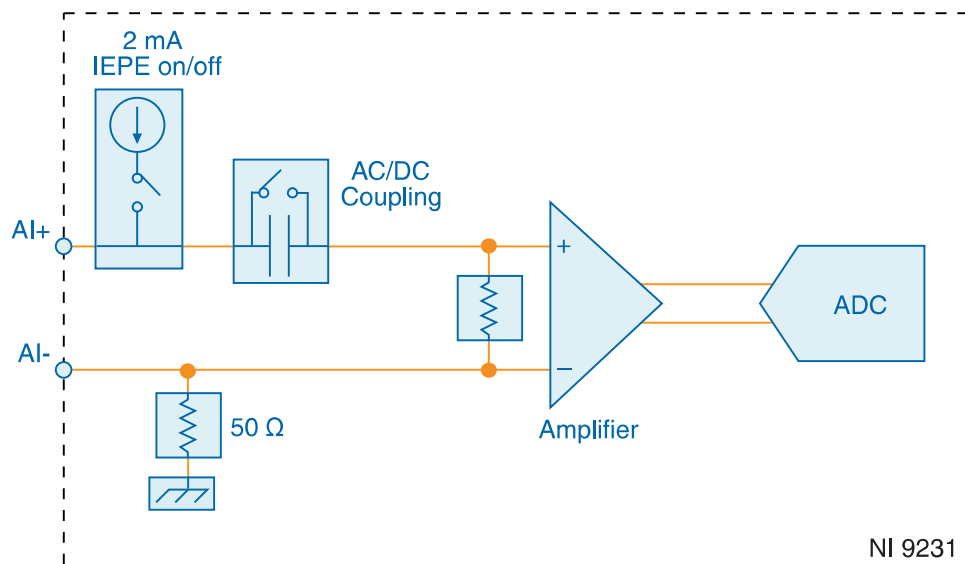 2 mA
IEPE on/off
AC/DC
Coupling
AI+
+
ADC
AI-
−
50 Ω
Amplifier
NI 9231